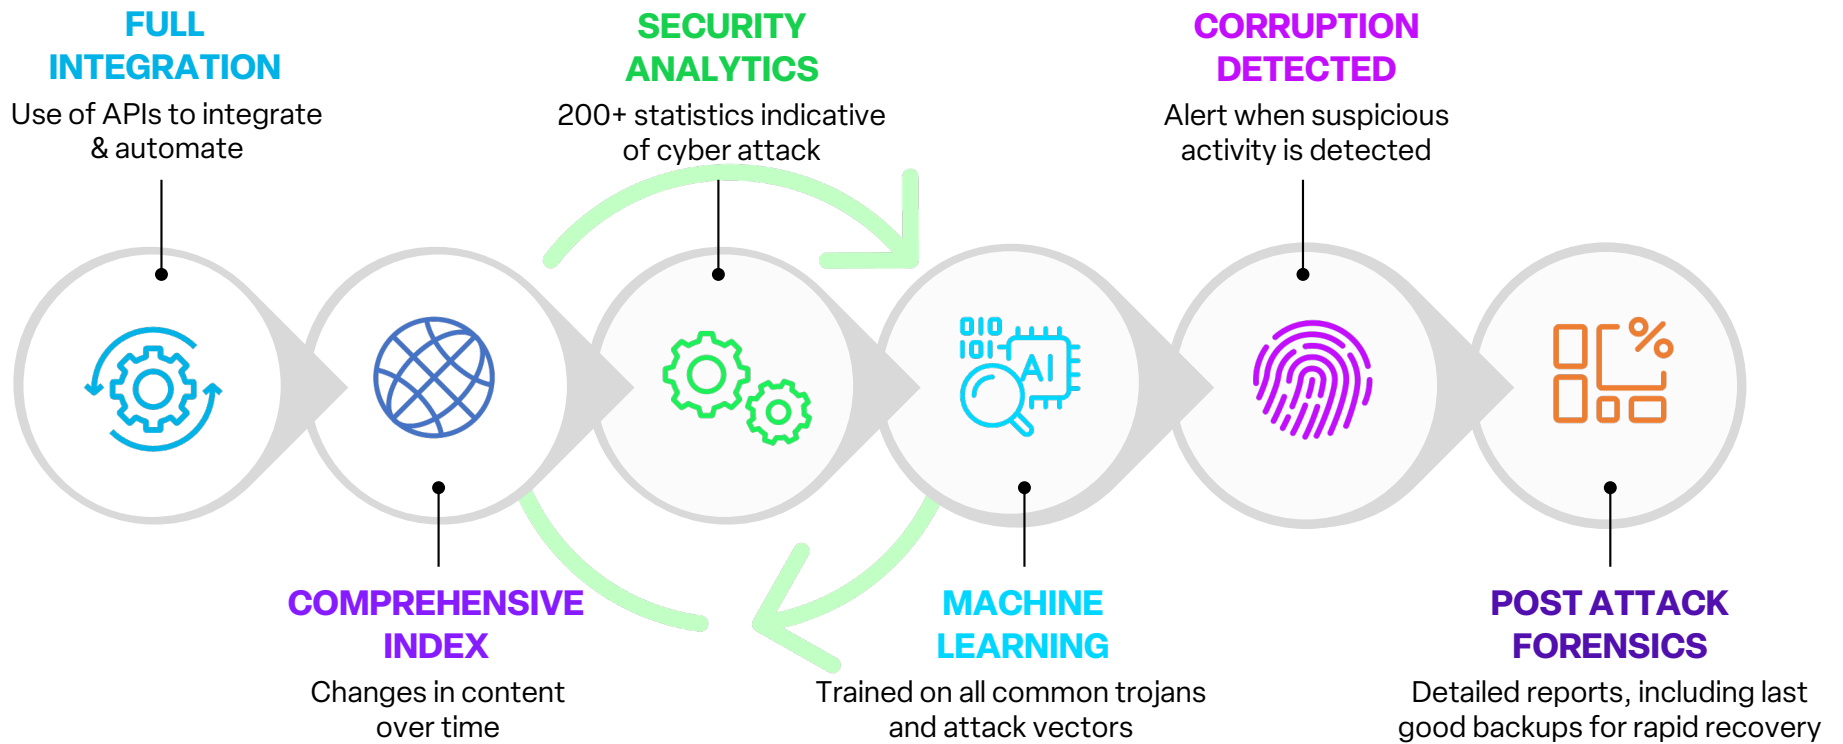 FULL
INTEGRATION
Use of APIs to integrate
& automate
SECURITY
ANALYTICS
200+ statistics indicative
of cyber attack
CORRUPTION
DETECTED
Alert when suspicious
activity is detected
010
101
AI
%
COMPREHENSIVE
INDEX
Changes in content
over time
MACHINE
LEARNING
Trained on all common trojans
and attack vectors
POST ATTACK
FORENSICS
Detailed reports, including last
good backups for rapid recovery